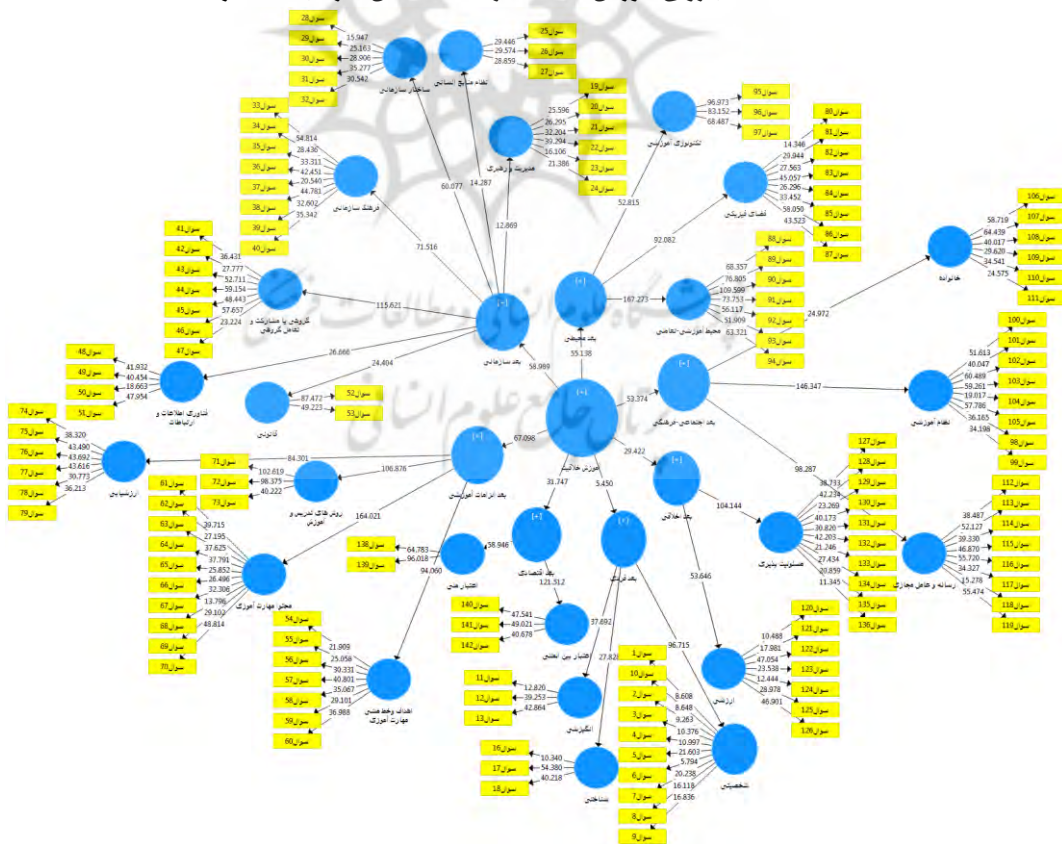 سوال28
سوال29
سوال30
سوال31
سوال32
15.947
25.163
28.906
35.277
30.542
ساختار سازمانی
سوال25
سوال26
سوال27
29.446
29.574
28.859
نظام منابع انسانی
سوال19
سوال20
سوال21
سوال22
سوال23
سوال24
25.596
26.295
32.204
39.294
16.106
21.386
مدیریت و رهبری
سوال95
سوال96
سوال97
96.973
83.152
68.487
تکنولوژی آموزشی
سوال80
سوال81
سوال82
سوال83
سوال84
سوال85
سوال86
سوال87
14.346
29.944
27.563
45.057
26.296
33.452
58.050
43.523
فضای فیزیکی
سوال33
سوال34
سوال35
سوال36
سوال37
سوال38
سوال39
سوال40
54.814
28.436
33.311
42.451
20.540
44.781
32.602
35.342
فرهنگ سازمانی
سوال106
سوال107
سوال108
سوال109
سوال110
سوال111
58.719
64.439
40.017
29.620
34.541
24.575
خانواده
سوال41
سوال42
سوال43
سوال44
سوال45
سوال46
سوال47
36.431
27.777
52.711
59.154
48.443
57.657
23.224
گروهی یا مشارکت و
تعامل گروهی
سوال88
سوال89
سوال90
سوال91
سوال92
سوال93
سوال94
68.357
76.805
109.599
73.753
56.117
51.909
63.321
محیط آموزشی-تعاملی
60.077
14.287
12.669
71.516
115.621
26.666
24.404
52.815
92.082
167.273
24.972
[+]
بعد سازمانی
[+]
بعد محیطی
[+]
بعد اجتماعی-فرهنگی
146.347
98.287
58.969
55.138
53.374
[+]
آموزش خلاقیت
سوال48
سوال49
سوال50
سوال51
41.932
40.454
18.663
47.954
فناوری اطلاعات و
ارتباطات
سوال52
سوال53
87.472
49.223
قانونی
سوال100
سوال101
سوال102
سوال103
سوال104
سوال105
سوال98
سوال99
51.613
40.047
60.489
59.261
19.017
57.786
36.165
34.198
نظام آموزشی
67.098
31.747
5.450
29.422
سوال74
سوال75
سوال76
سوال77
سوال78
سوال79
38.320
43.490
43.692
43.616
39.773
36.213
ارزشیابی
سوال71
سوال72
سوال73
102.619
98.375
40.222
روش های تدریس و
آموزش
[+]
بعد الزامات آموزشی
84.301
106.876
164.021
94.060
سوال61
سوال62
سوال63
سوال64
سوال65
سوال66
سوال67
سوال68
سوال69
سوال70
39.715
27.195
37.625
37.791
25.852
26.496
32.306
13.796
29.102
48.814
محتوا مهارت آموزی
[+]
بعد اخلاقی
104.144
53.646
سوال127
سوال128
سوال129
سوال130
سوال131
سوال132
سوال133
سوال134
سوال135
سوال136
38.733
42.234
23.269
40.173
30.820
42.203
21.246
27.434
20.859
11.345
مسئولیت پذیری
سوال112
سوال113
سوال114
سوال115
سوال116
سوال117
سوال118
سوال119
38.487
52.127
39.330
46.870
55.720
34.327
15.276
55.474
رسانه و عامل مجازی
سوال138
سوال139
64.783
96.018
58.946
[+]
بعد اقتصادی
121.312
[+]
بعد فردی
37.692
27.828
96.715
سوال140
سوال141
سوال142
47.541
49.021
40.678
سوال54
سوال55
سوال56
سوال57
سوال58
سوال59
سوال60
21.909
25.058
30.331
40.801
35.067
29.101
36.988
اهداف وخط مشی
مهارت آموزی
سوال11
سوال12
سوال13
12.820
39.253
42.864
انگیزشی
سوال16
سوال17
سوال18
10.340
54.380
40.218
شناختی
سوال1
سوال10
سوال2
سوال3
سوال4
سوال5
سوال6
سوال7
سوال8
سوال9
8.608
8.648
9.263
10.376
10.997
21.603
5.794
20.238
16.118
16.836
شخصیتی
سوال120
سوال121
سوال122
سوال123
سوال124
سوال125
سوال126
10.488
17.981
47.054
23.538
12.444
28.978
46.901
ارزشی